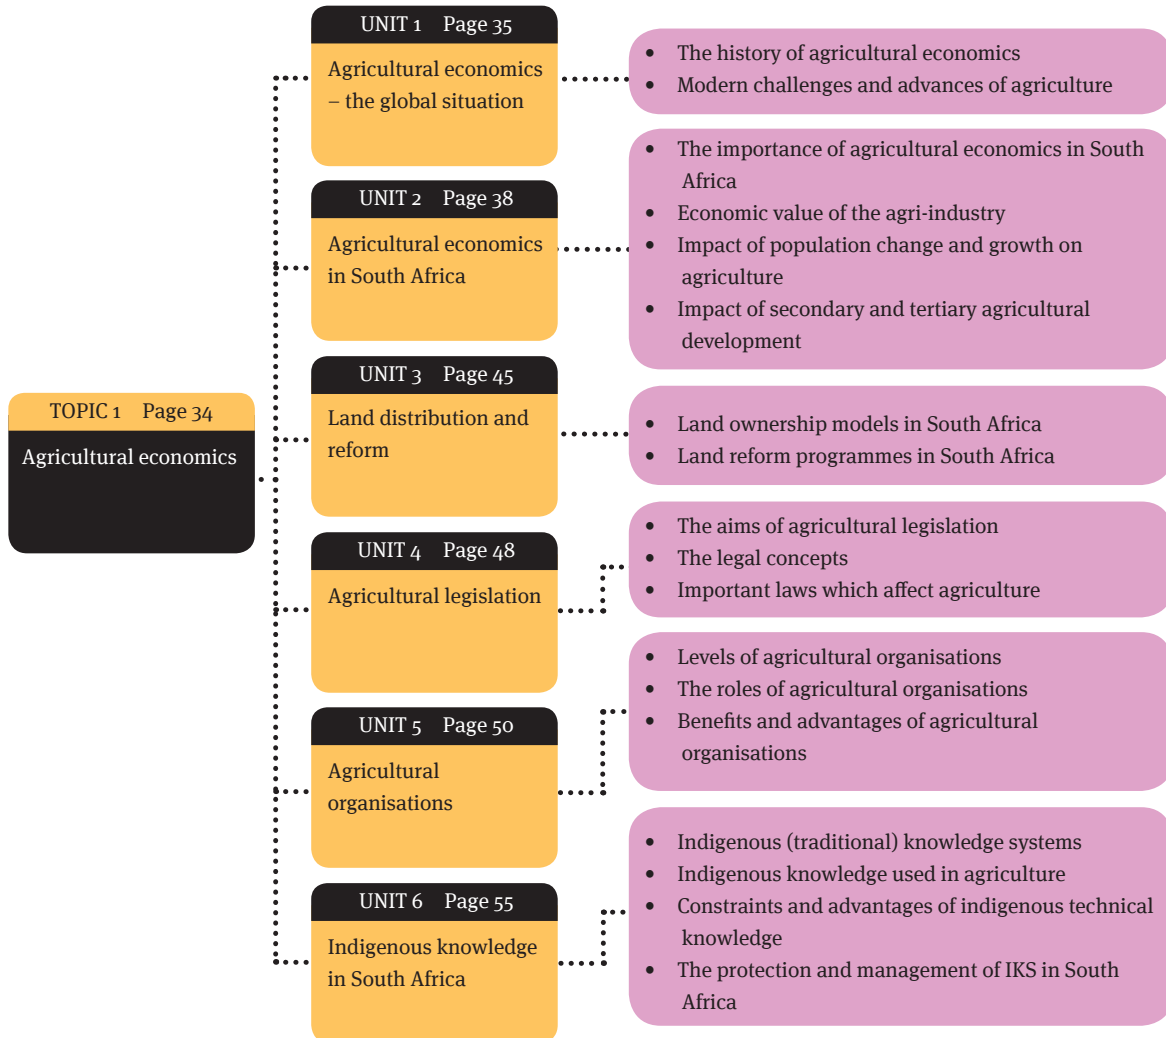 TOPIC 1 Page 34
Agricultural economics
UNIT 1 Page 35
Agricultural economics
– the global situation
• The history of agricultural economics
• Modern challenges and advances of agriculture
UNIT 2 Page 38
Agricultural economics
in South Africa
• The importance of agricultural economics in South
Africa
• Economic value of the agri-industry
• Impact of population change and growth on
agriculture
• Impact of secondary and tertiary agricultural
development
UNIT 3 Page 45
Land distribution and
reform
• Land ownership models in South Africa
• Land reform programmes in South Africa
UNIT 4 Page 48
Agricultural legislation
• The aims of agricultural legislation
• The legal concepts
• Important laws which affect agriculture
UNIT 5 Page 50
Agricultural
organisations
• Levels of agricultural organisations
• The roles of agricultural organisations
• Benefits and advantages of agricultural
organisations
UNIT 6 Page 55
Indigenous knowledge
in South Africa
• Indigenous (traditional) knowledge systems
• Indigenous knowledge used in agriculture
• Constraints and advantages of indigenous technical
knowledge
• The protection and management of IKS in South
Africa